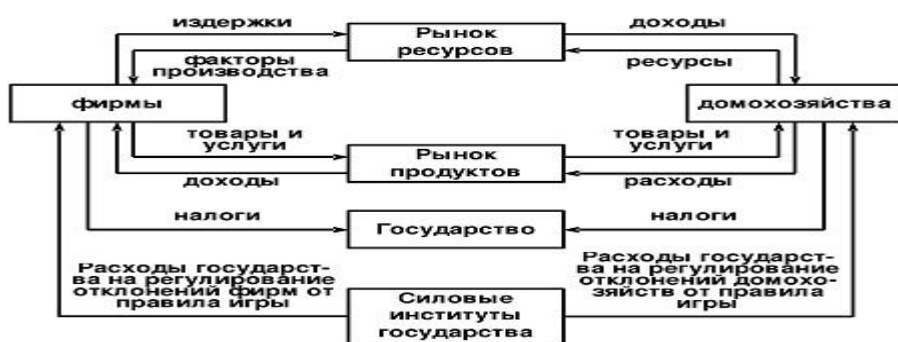 издержки
Рынок
ресурсов
доходы
факторы
производства
ресурсы
фирмы
домохозяйства
товары и
услуги
Рынок
продуктов
товары и
услуги
доходы
расходы
налоги
Государство
налоги
Расходы государст-
ва на регулирование
отклонений фирм от
правила игры
Силовые
институты
государства
Расходы государст-
ва на регулирование
отклонений домохо-
зяйств от правила
игры